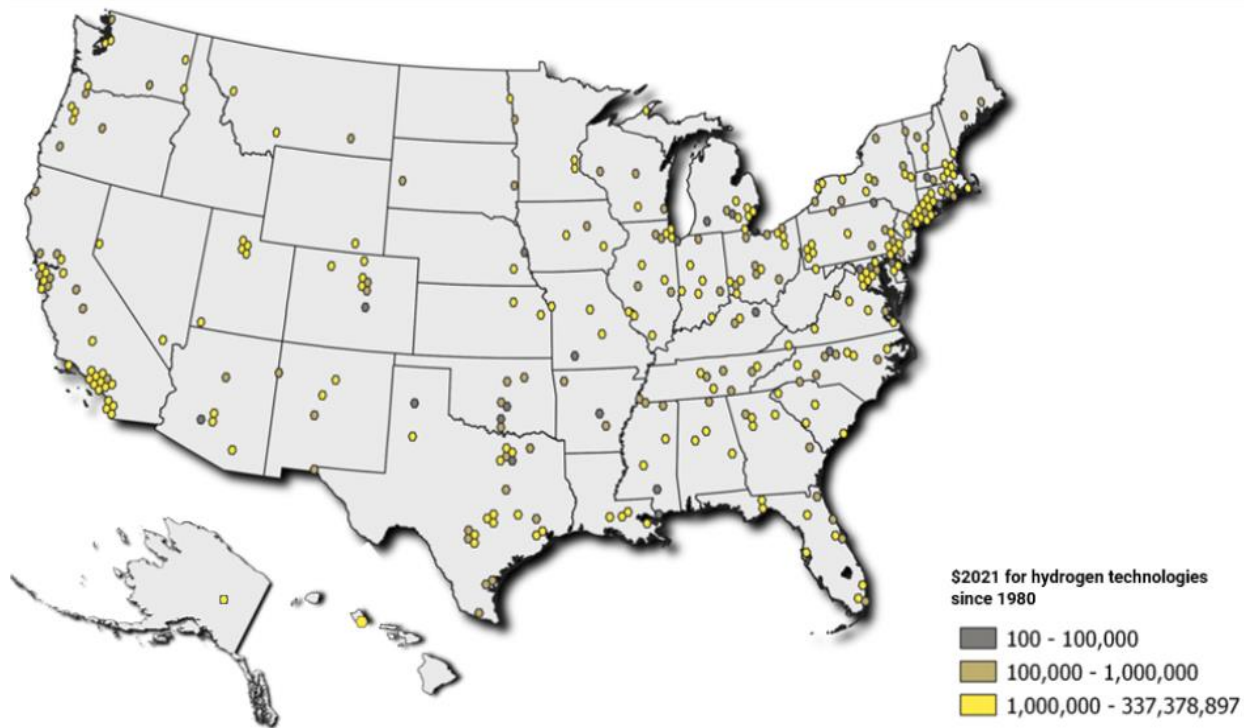 $2021 for hydrogen technologies
since 1980
100 - 100,000
100,000 - 1,000,000
1,000,000 - 337,378,897